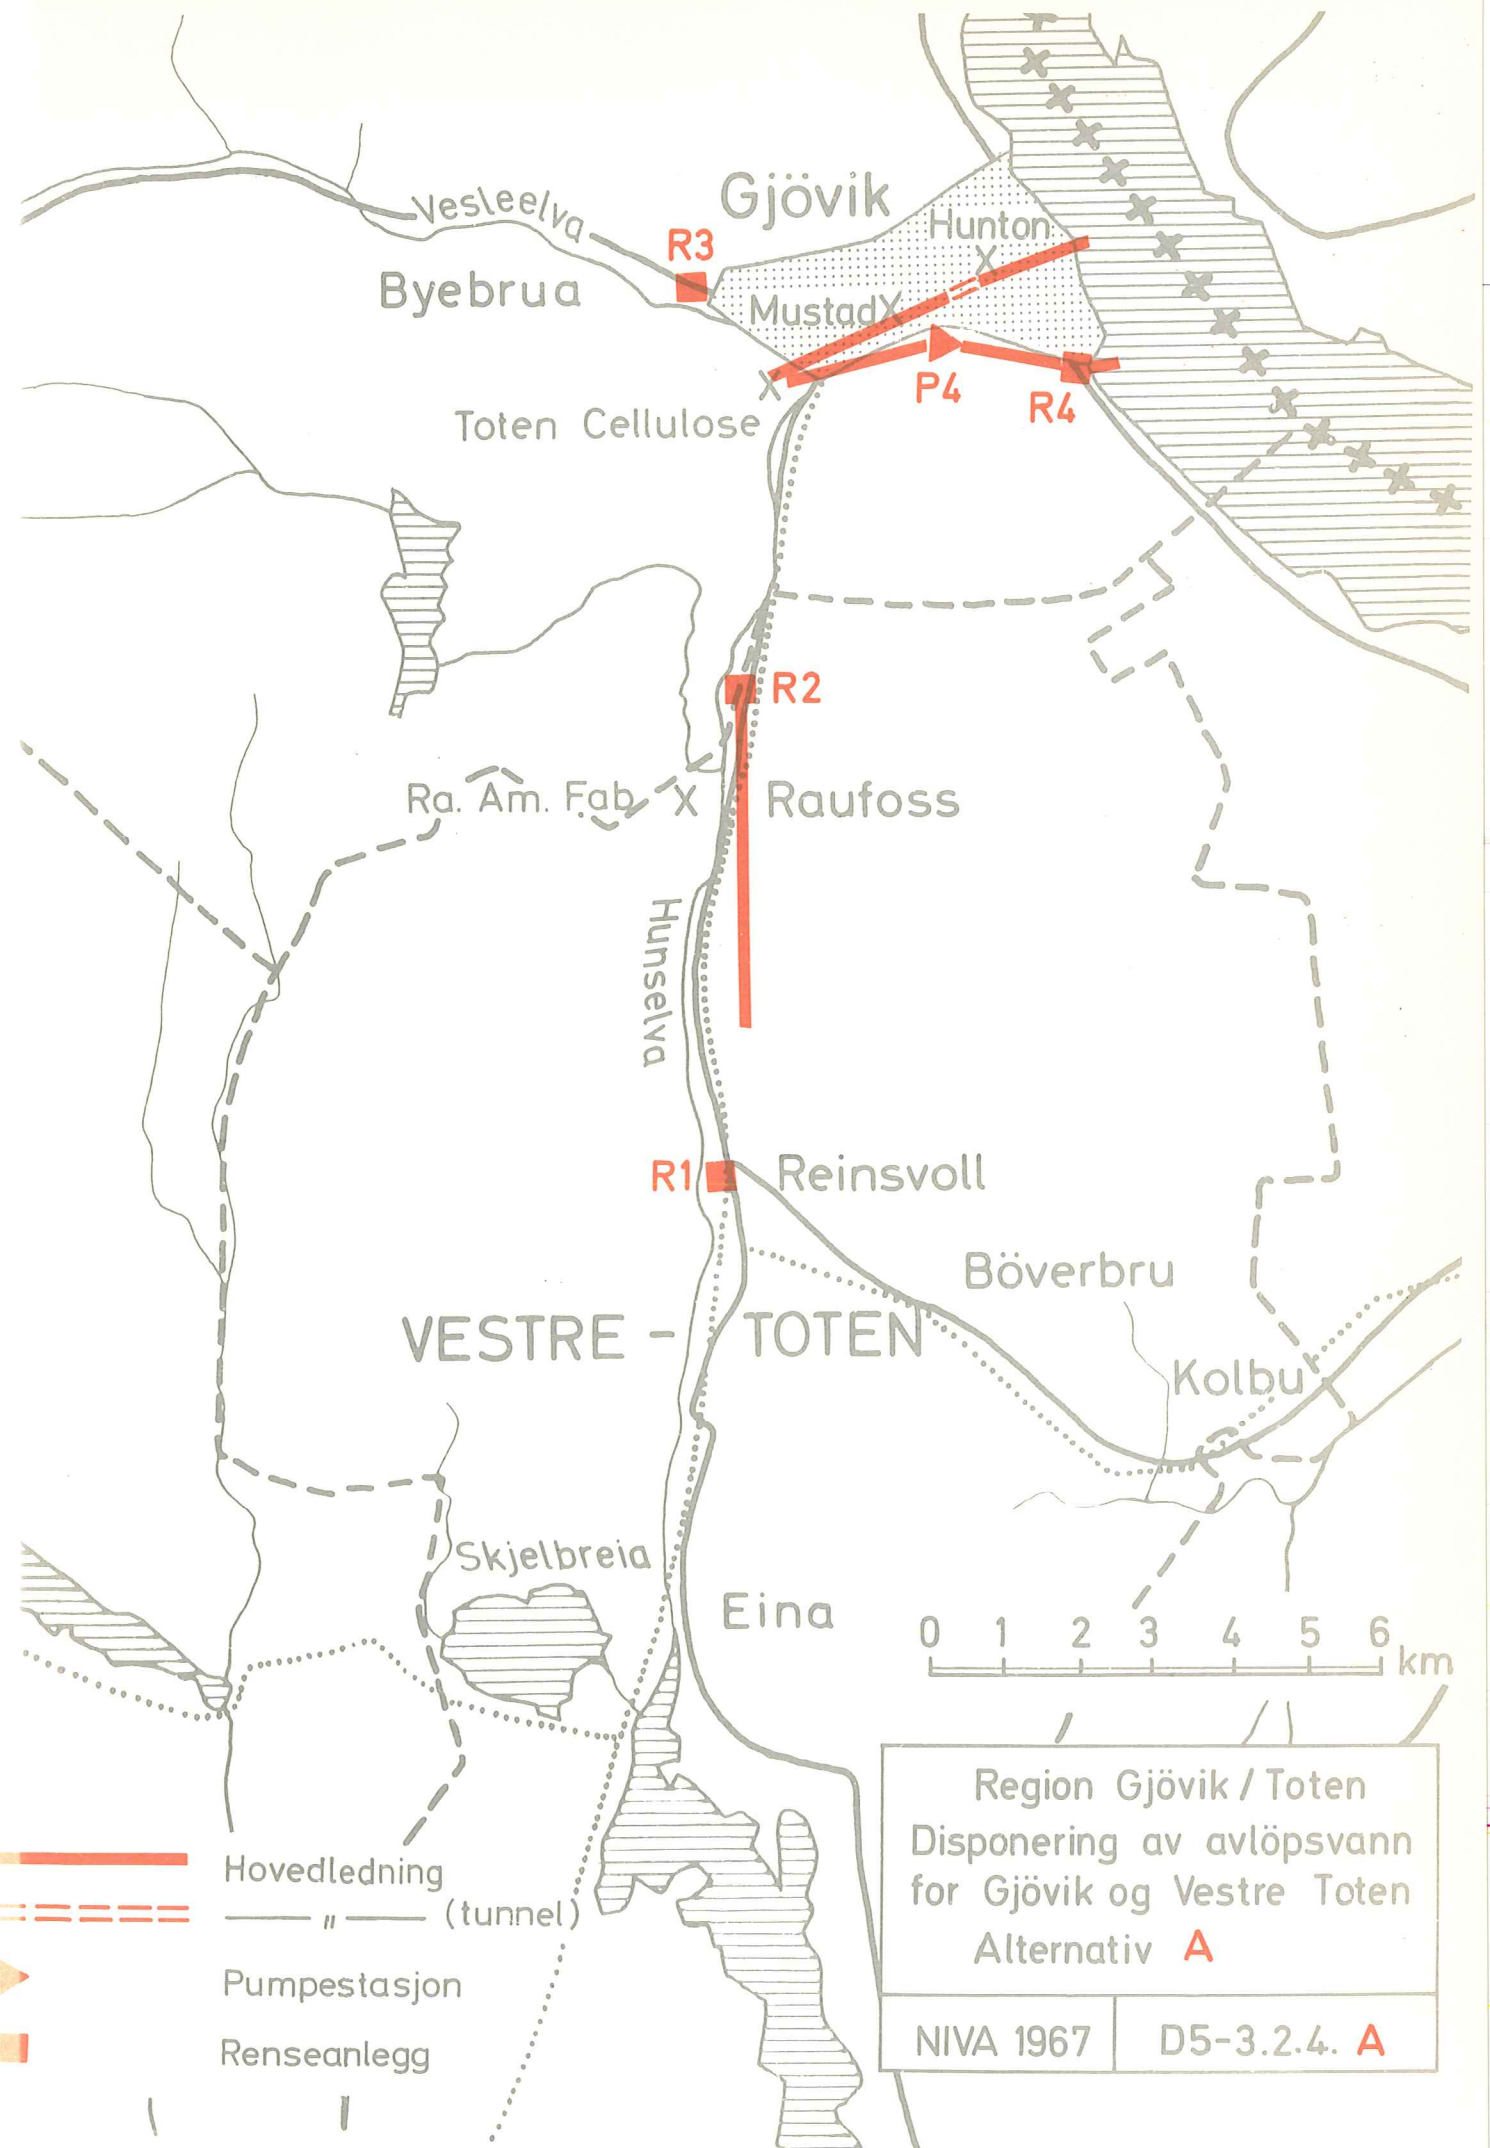 Vesleelva
Gjövik
Hunton
X
R3
Byebrua
Mustad X
X
P4
R4
Toten Cellulose
R2
Ra. Am. Fab. X
Raufoss
Hunselva
R1
Reinsvoll
Böverbru
VESTRE - TOTEN
Kolbu
Skjelbreia
Eina
0 1 2 3 4 5 6 km
Hovedledning
— " — (tunnel)
Pumpestasjon
Renseanlegg
Region Gjövik / Toten
Disponering av avlöpsvann
for Gjövik og Vestre Toten
Alternativ A
NIVA 1967
D5-3.2.4. A